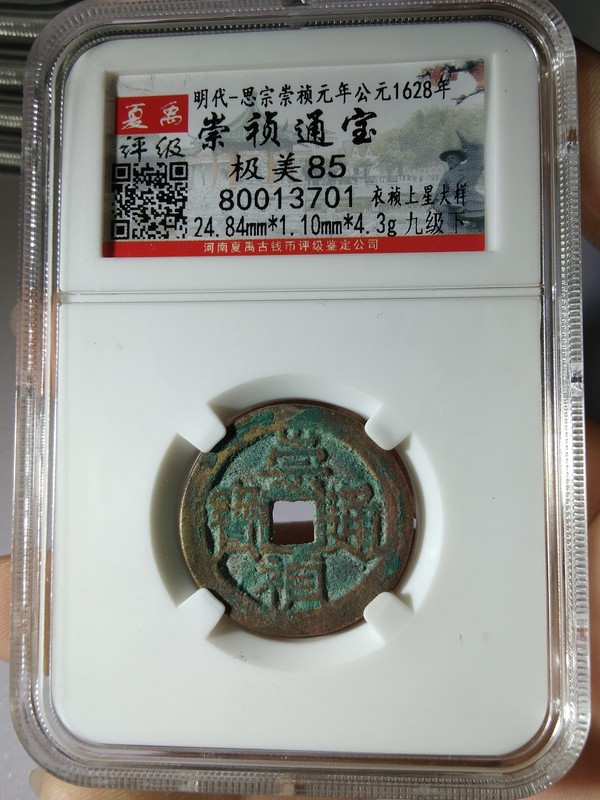 明代-思宗崇祯元年公元1628年
夏禹
评级
崇祯通宝
极美85
80013701 衣祯上星大样
24.84mm*1.10mm*4.3g 九级下
河南夏禹古钱币评级鉴定公司
崇
寶 通
禎